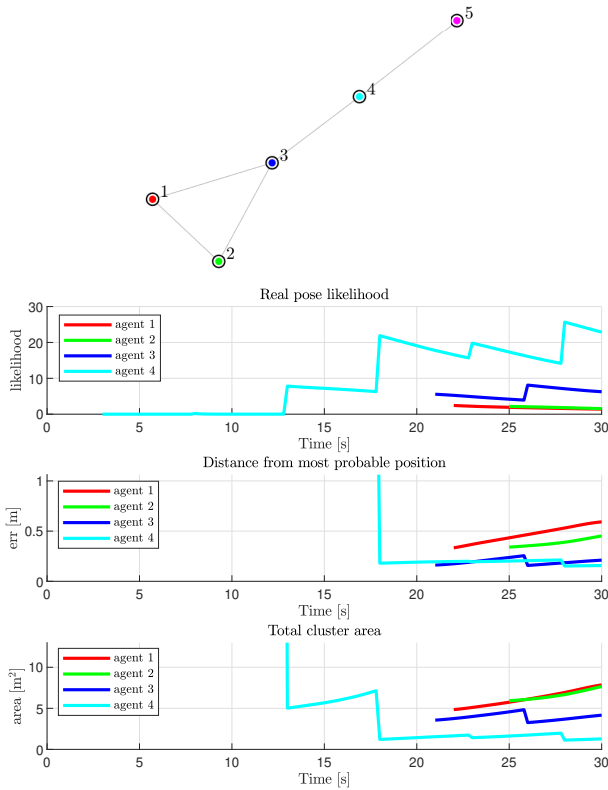 5
4
3
1
2
Real pose likelihood
30
20
10
0
likelihood
agent 1
agent 2
agent 3
agent 4
0 5 10 15 20 25 30
Time [s]
Distance from most probable position
1
0.5
0
err [m]
agent 1
agent 2
agent 3
agent 4
0 5 10 15 20 25 30
Time [s]
Total cluster area
10
5
0
area [m²]
agent 1
agent 2
agent 3
agent 4
0 5 10 15 20 25 30
Time [s]